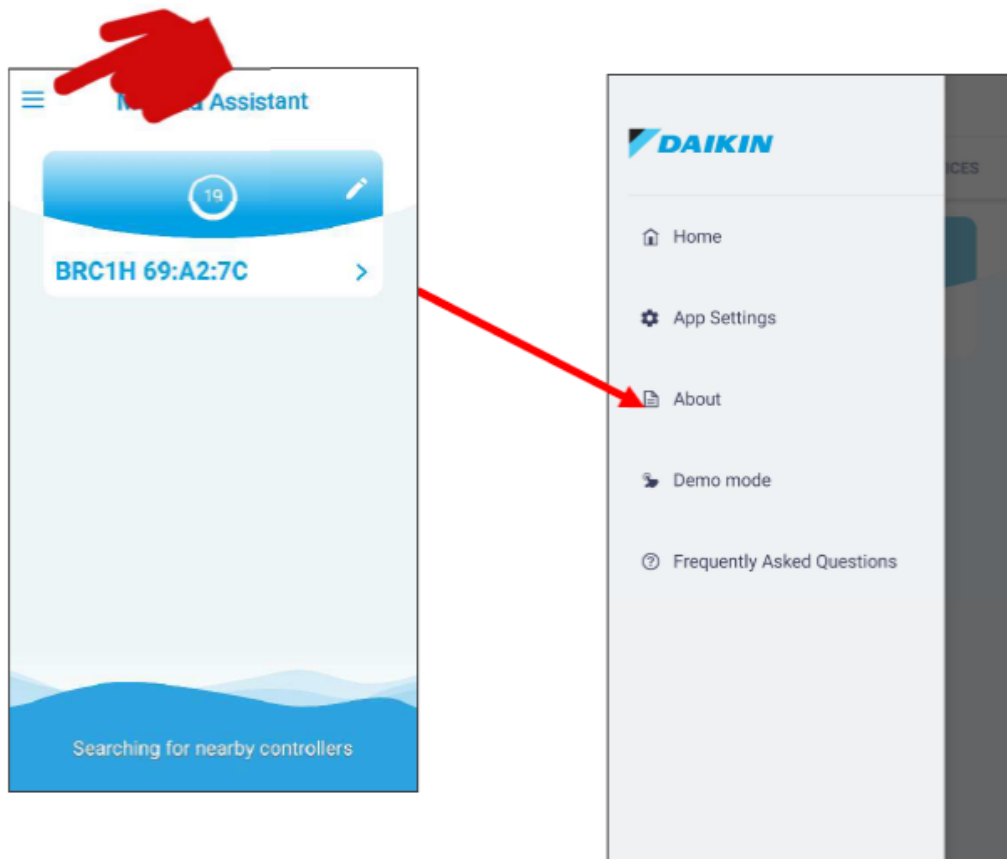 Assistant
19
BRC1H 69:A2:7C
Searching for nearby controllers
DAIKIN
ICES
Home
App Settings
About
Demo mode
Frequently Asked Questions